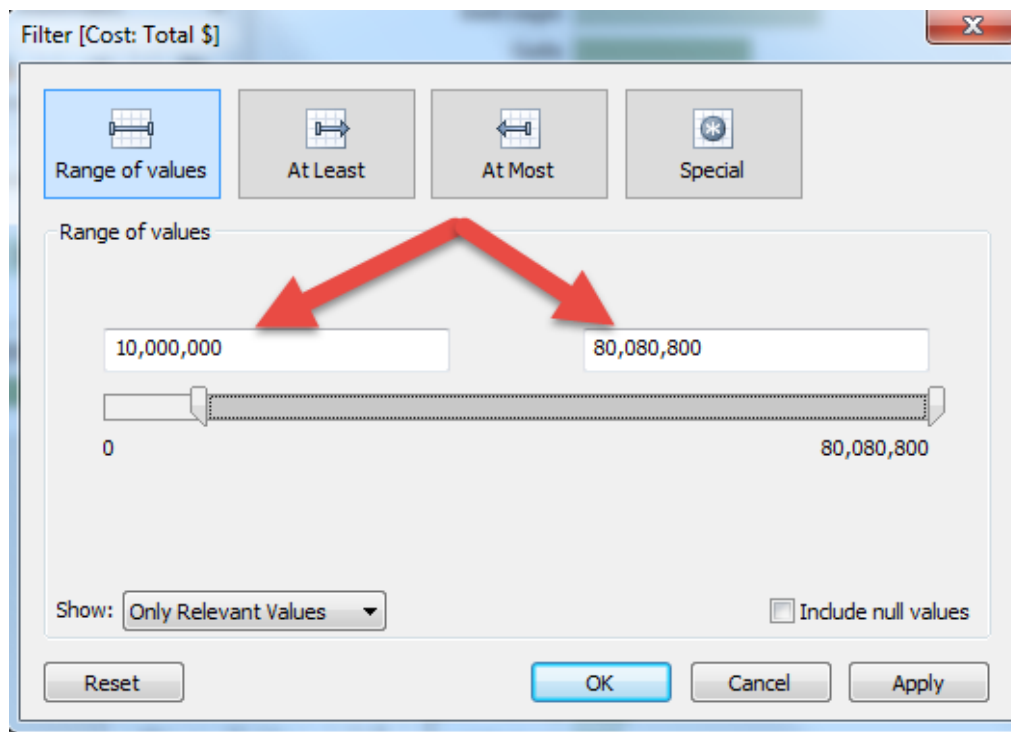 Filter [Cost: Total $]
Range of values
At Least
At Most
Special
Range of values
10,000,000
80,080,800
0
80,080,800
Show: Only Relevant Values
Include null values
Reset
OK
Cancel
Apply